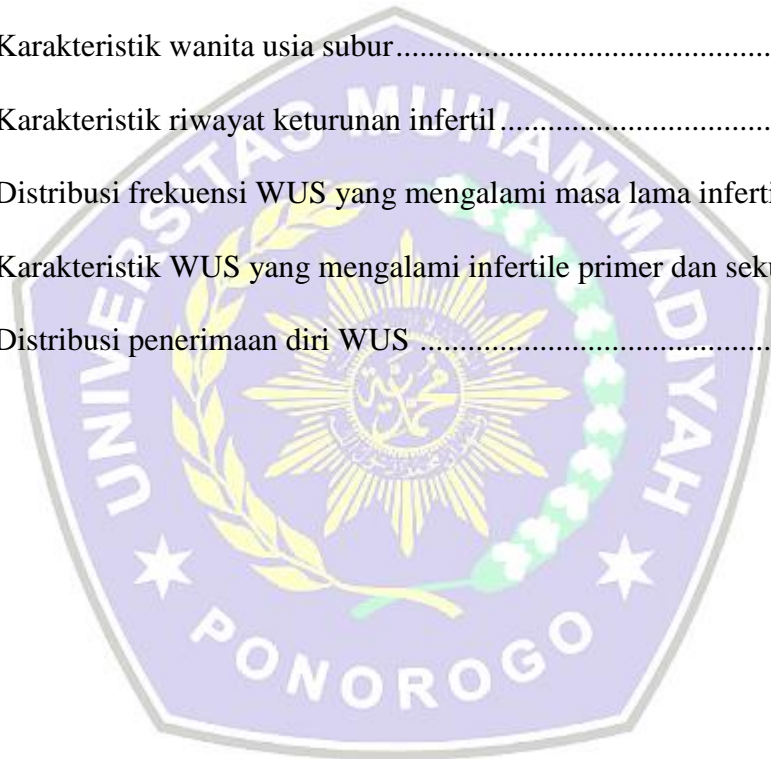 Karakteristik wanita usia subur................................................
Karakteristik riwayat keturunan infertil...................................
Distribusi frekuensi WUS yang mengalami masa lama inferti
Karakteristik WUS yang mengalami infertile primer dan seku
Distribusi penerimaan diri WUS .............................................
UNIVERSITAS MUHAMMADIYAH
PONOROGO